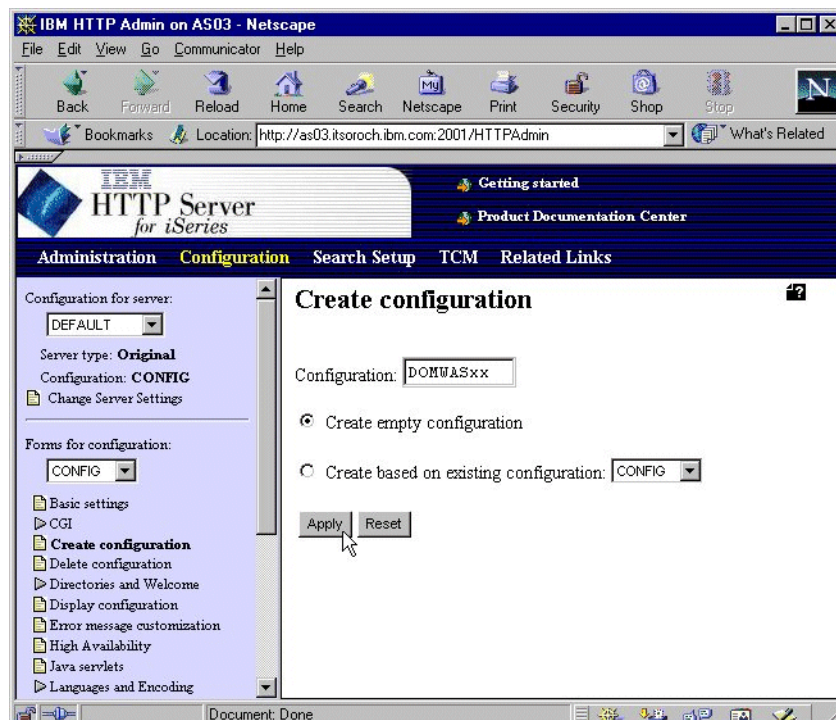 IBM HTTP Admin on AS03 - Netscape
File Edit View Go Communicator Help
Back Forward Reload Home Search Netscape Print Security Shop Stop
My
N
Bookmarks Location: http://as03.itsoroch.ibm.com:2001/HTTPAdmin What's Related
IBM
HTTP Server
for iSeries
Getting started
Product Documentation Center
Administration Configuration Search Setup TCM Related Links
Configuration for server:
DEFAULT
Server type: Original
Configuration: CONFIG
Change Server Settings
Forms for configuration:
CONFIG
Basic settings
CGI
Create configuration
Delete configuration
Directories and Welcome
Display configuration
Error message customization
High Availability
Java servlets
Languages and Encoding
Create configuration
?
Configuration: DOMWASxx
Create empty configuration
Create based on existing configuration: CONFIG
Apply Reset
Document: Done